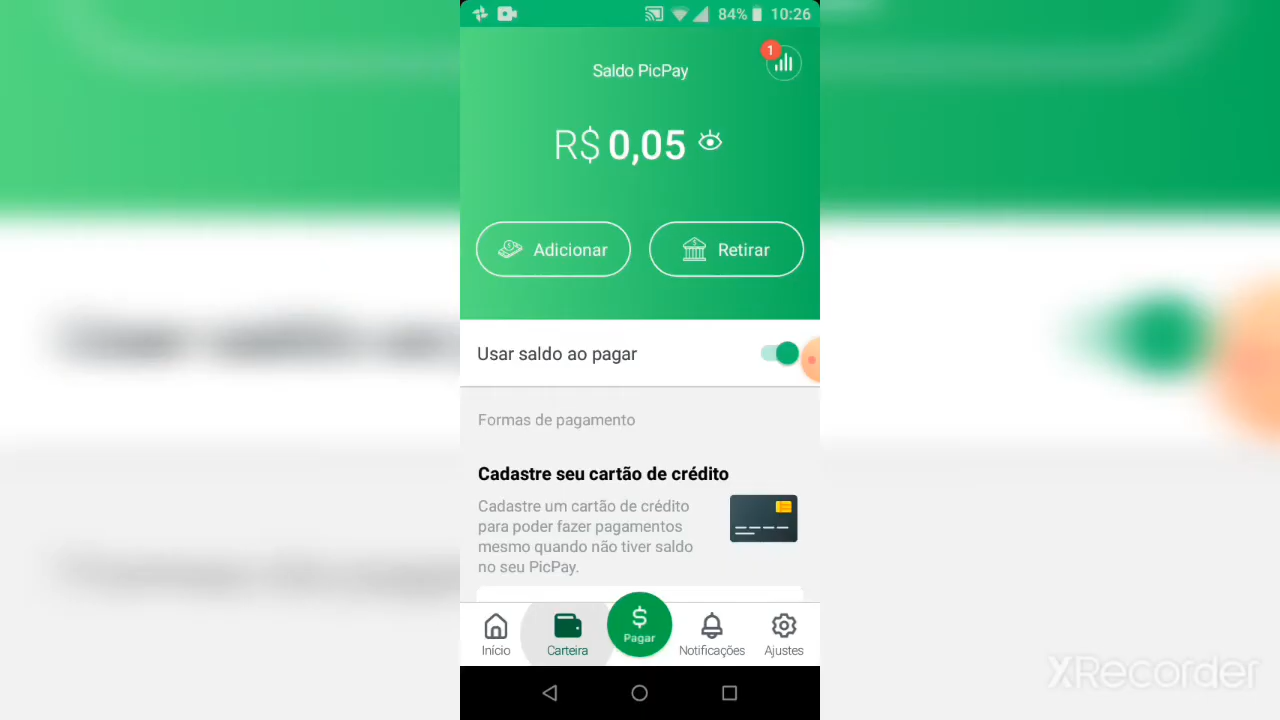 84% 10:26
Saldo PicPay
1
R$ 0,05
Adicionar
Retirar
Usar saldo ao pagar
Formas de pagamento
Cadastre seu cartão de crédito
Cadastre um cartão de crédito
para poder fazer pagamentos
mesmo quando não tiver saldo
no seu PicPay.
$
Pagar
Início
Carteira
Notificações
Ajustes
XRecorder